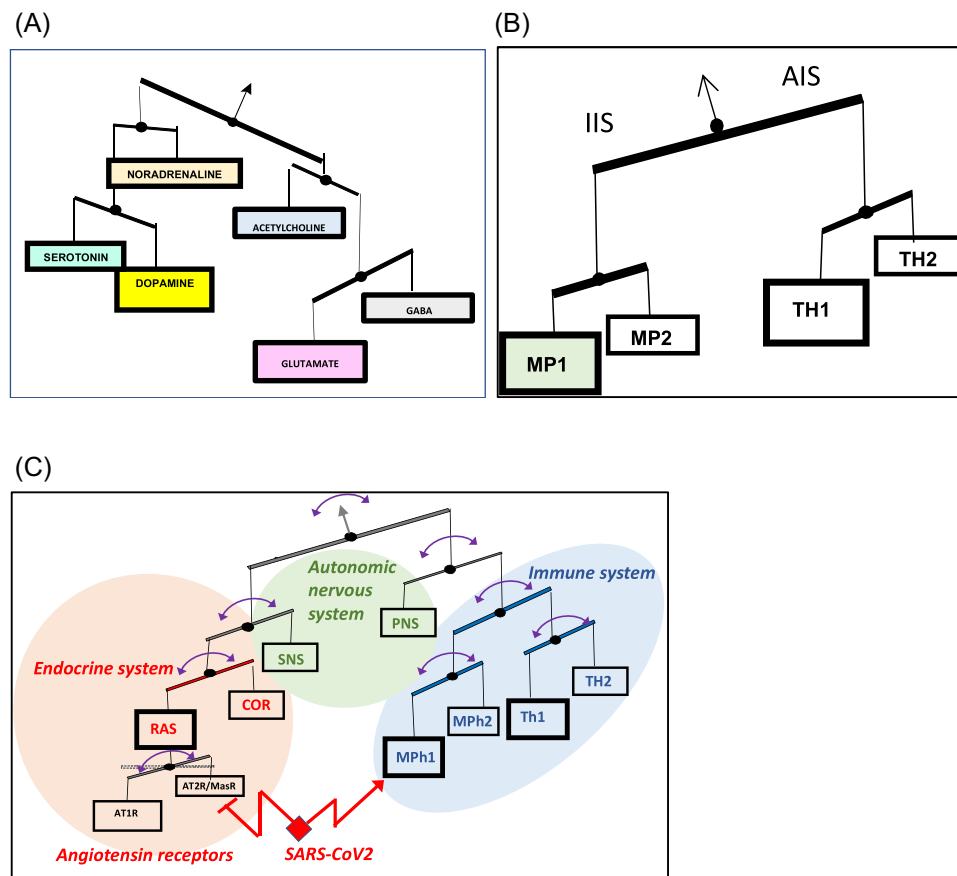 (A)
NORADRENALINE
SEROTONIN
DOPAMINE
ACETYLCHOLINE
GABA
GLUTAMATE
(B)
AIS
IIS
TH2
TH1
MP2
MP1
(C)
Autonomic
nervous
system
Immune system
PNS
SNS
Endocrine system
TH2
COR
MPh2
Th1
RAS
MPh1
AT2R/MasR
AT1R
Angiotensin receptors
SARS-CoV2